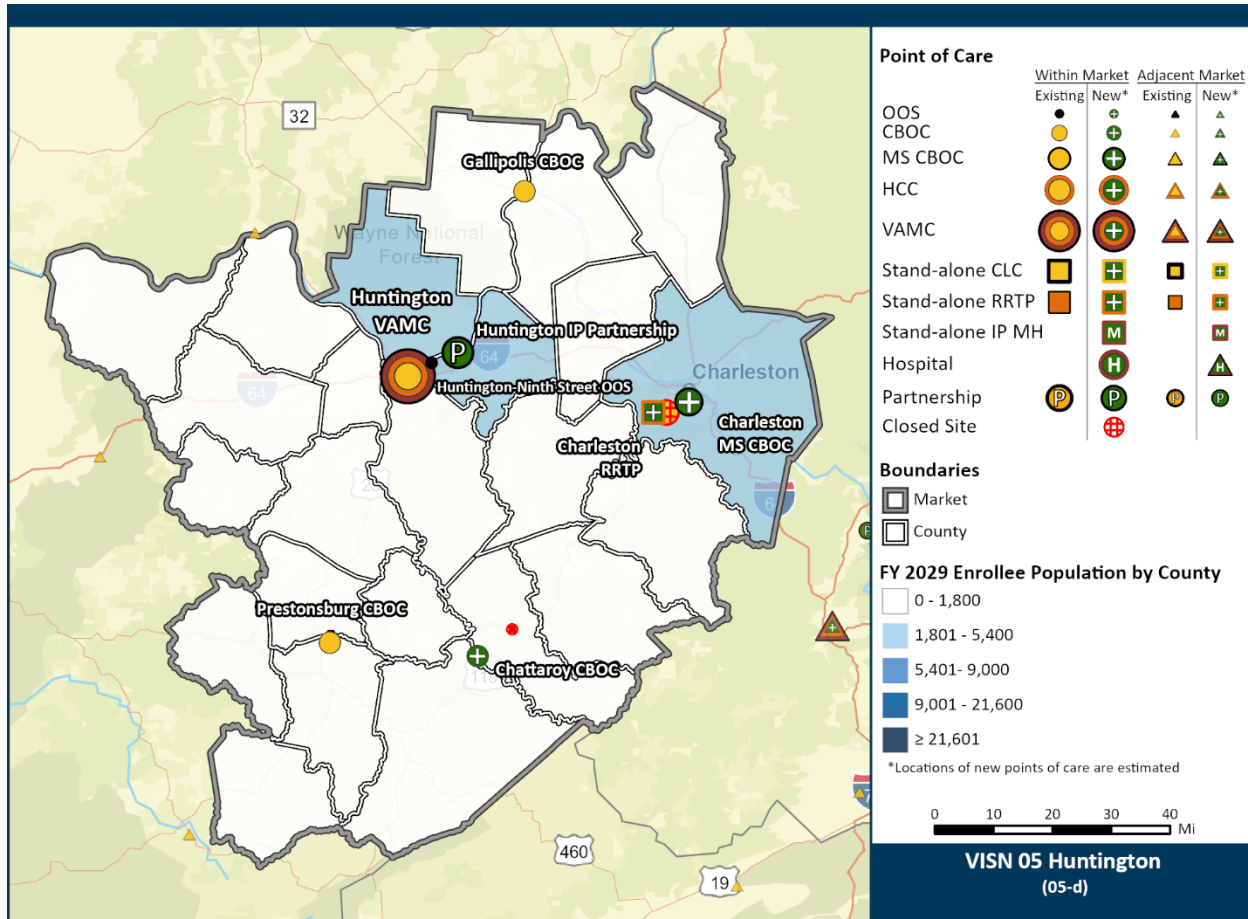 32
Gallipolis CBOC
Wayne National
Forest
Huntington
VAMC
Huntington IP Partnership
P
64
Huntington-Ninth Street OOS
64
Charleston
Charleston
MS CBOC
Charleston
RRTP
64
23
Prestonsburg CBOC
Chattaroy CBOC
119
P
460
19
Point of Care
Within Market
Adjacent Market
Existing
New*
Existing
New*
OOS
CBOC
MS CBOC
HCC
VAMC
Stand-alone CLC
Stand-alone RRTP
Stand-alone IP MH
M
M
Hospital
H
H
Partnership
P
P
P
P
Closed Site
Boundaries
Market
County
FY 2029 Enrollee Population by County
0 - 1,800
1,801 - 5,400
5,401- 9,000
9,001 - 21,600
≥ 21,601
*Locations of new points of care are estimated
0 10 20 30 40
Mi
VISN 05 Huntington
(05-d)